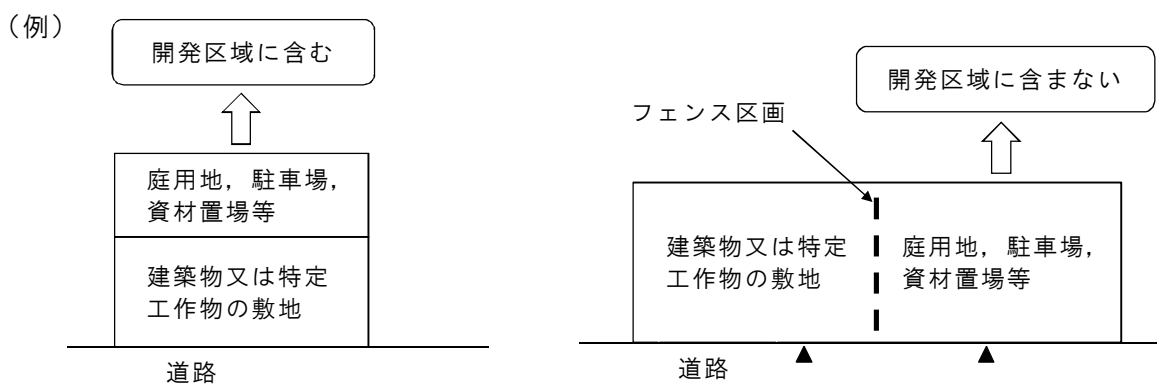 （例）
開発区域に含む
庭用地，駐車場，
資材置場等
建築物又は特定
工作物の敷地
道路
開発区域に含まない
フェンス区画
建築物又は特定
工作物の敷地
庭用地，駐車場，
資材置場等
道路